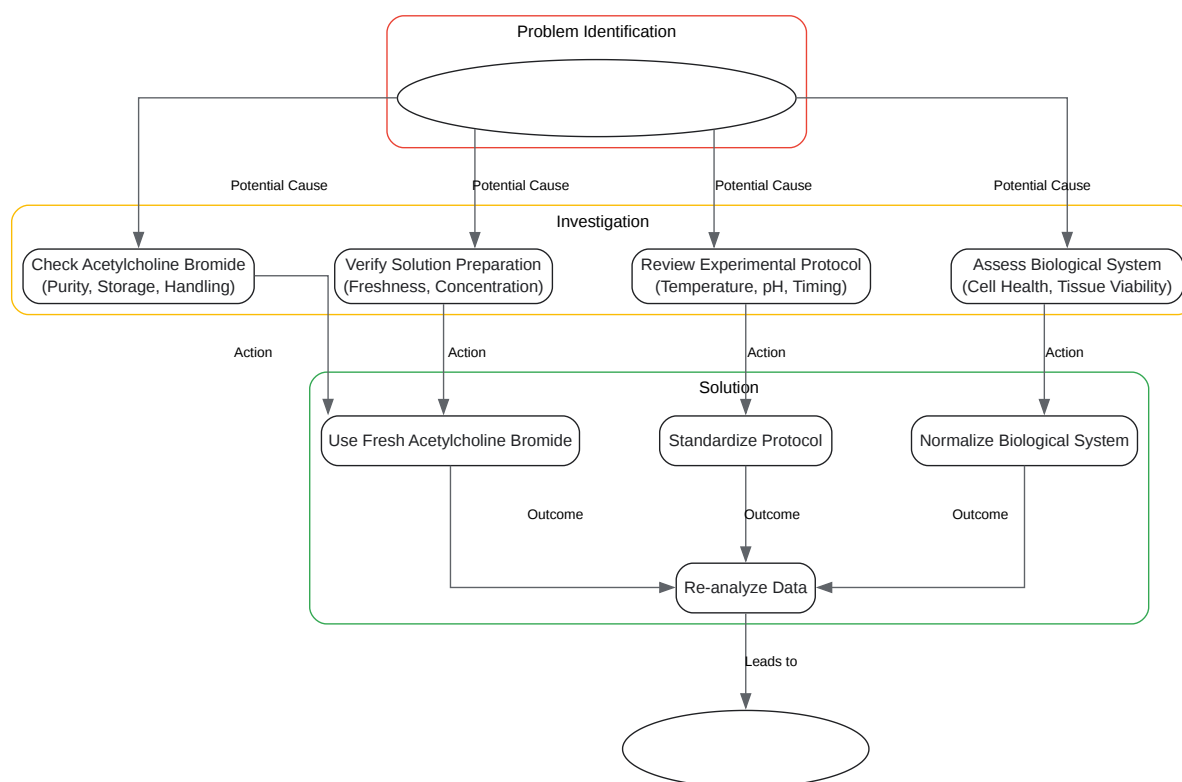 Problem Identification
Potential Cause
Potential Cause
Potential Cause
Potential Cause
Investigation
Check Acetylcholine Bromide
(Purity, Storage, Handling)
Verify Solution Preparation
(Freshness, Concentration)
Review Experimental Protocol
(Temperature, pH, Timing)
Assess Biological System
(Cell Health, Tissue Viability)
Action
Action
Action
Action
Solution
Use Fresh Acetylcholine Bromide
Standardize Protocol
Normalize Biological System
Outcome
Outcome
Outcome
Re-analyze Data
Leads to